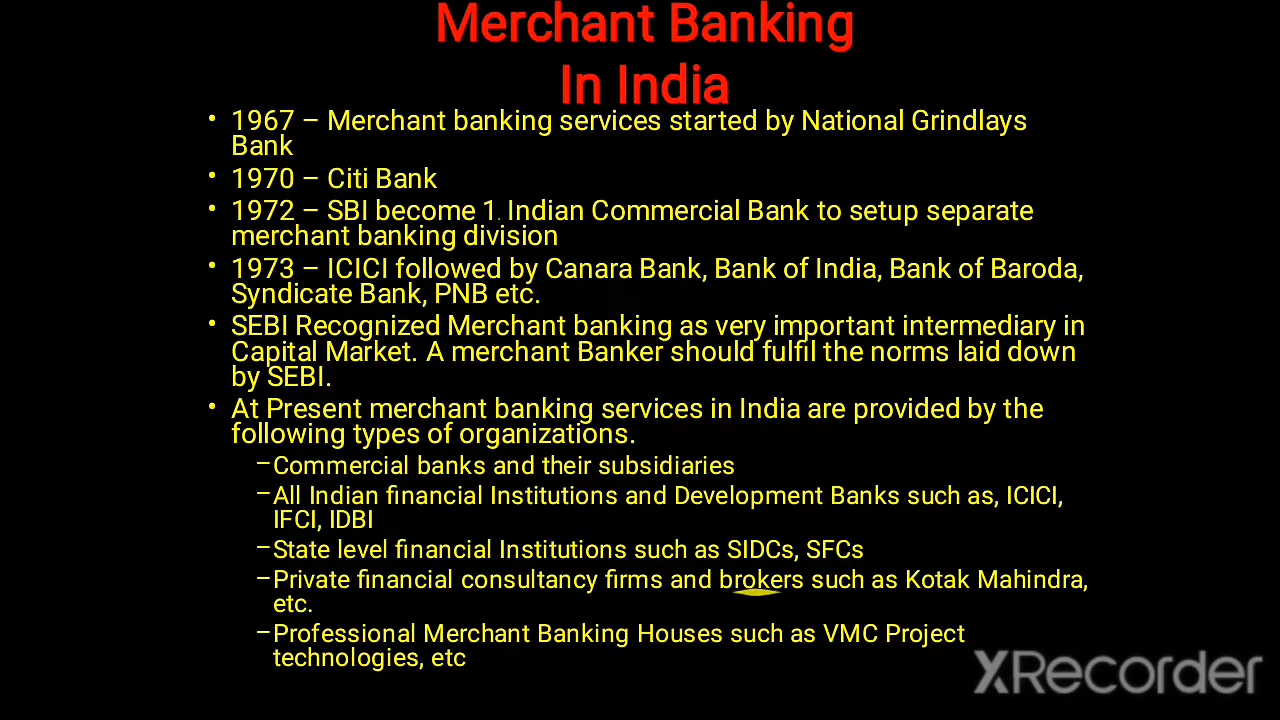 Merchant Banking
In India
• 1967 – Merchant banking services started by National Grindlays
Bank
• 1970 – Citi Bank
• 1972 – SBI become 1. Indian Commercial Bank to setup separate
merchant banking division
• 1973 – ICICI followed by Canara Bank, Bank of India, Bank of Baroda,
Syndicate Bank, PNB etc.
• SEBI Recognized Merchant banking as very important intermediary in
Capital Market. A merchant Banker should fulfil the norms laid down
by SEBI.
• At Present merchant banking services in India are provided by the
following types of organizations.
–Commercial banks and their subsidiaries
–All Indian financial Institutions and Development Banks such as, ICICI,
IFCI, IDBI
–State level financial Institutions such as SIDCs, SFCs
–Private financial consultancy firms and brokers such as Kotak Mahindra,
etc.
–Professional Merchant Banking Houses such as VMC Project
technologies, etc
XRecorder